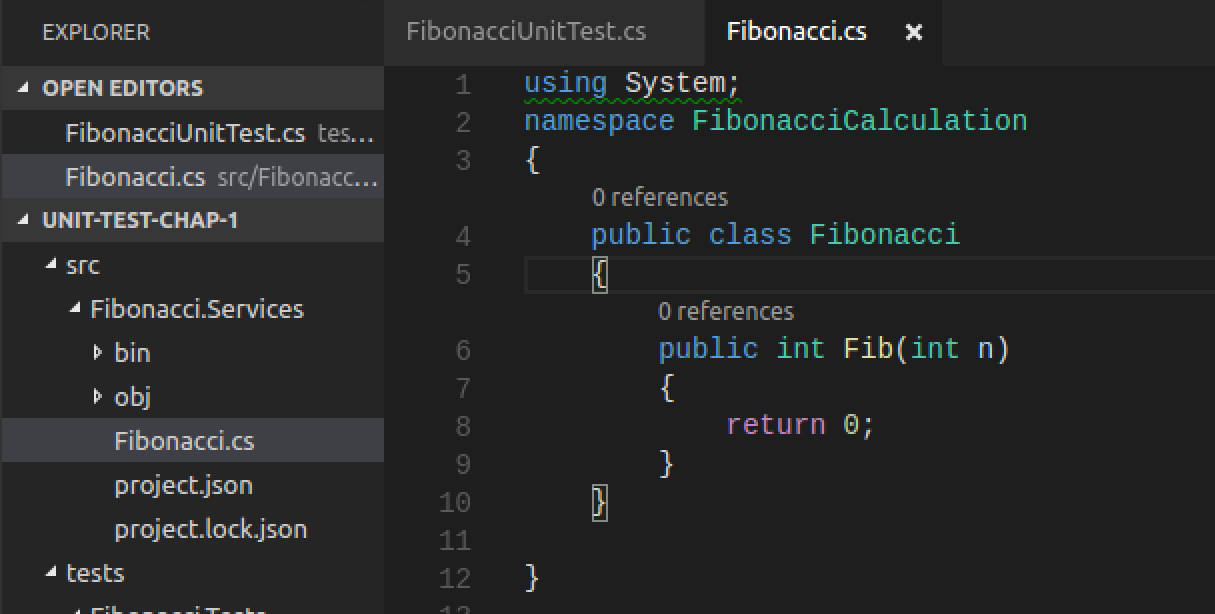 EXPLORER
OPEN EDITORS
FibonacciUnitTest.cs tes...
Fibonacci.cs src/Fibonacc...
UNIT-TEST-CHAP-1
src
Fibonacci.Services
bin
obj
Fibonacci.cs
project.json
project.lock.json
tests
Fibonacci.Tests
FibonacciUnitTest.cs
Fibonacci.cs ×
1 using System;
2 namespace FibonacciCalculation
3 {
0 references
4 public class Fibonacci
5 {
0 references
6 public int Fib(int n)
7 {
8 return 0;
9 }
10 }
11
12 }
13